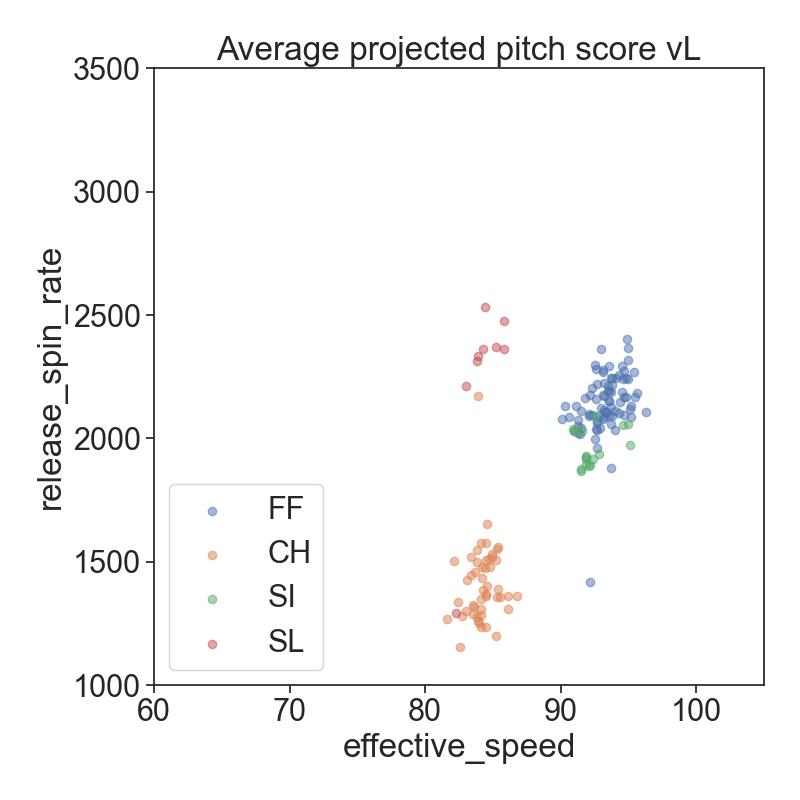 Average projected pitch score vL
3500
3000
2500
2000
1500
1000
release_spin_rate
FF
CH
SI
SL
60 70 80 90 100
effective_speed